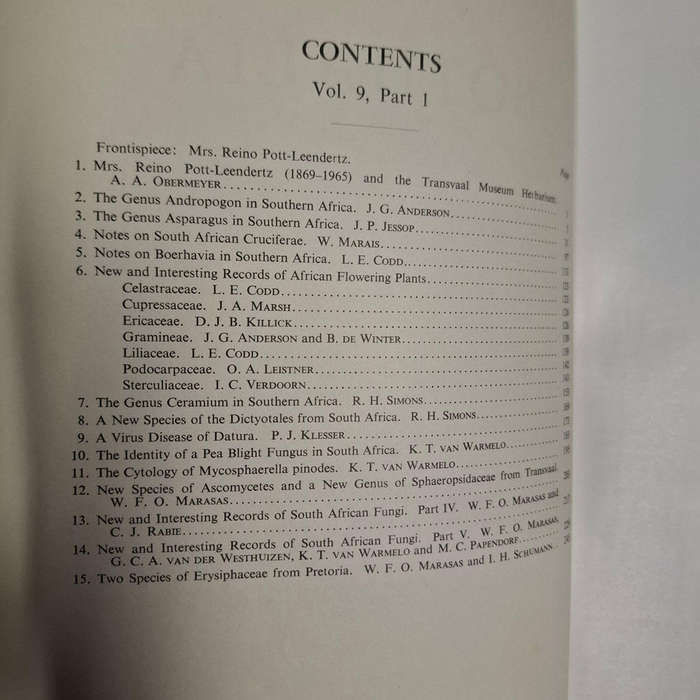 CONTENTS
Vol. 9, Part 1
Page
Frontispiece: Mrs. Reino Pott-Leendertz.
1. Mrs. Reino Pott-Leendertz (1869–1965) and the Transvaal Museum Herbarium.
A. A. OBERMEYER
2. The Genus Andropogon in Southern Africa. J. G. ANDERSON
3. The Genus Asparagus in Southern Africa. J. P. JESSOP
4. Notes on South African Cruciferae. W. MARAIS
5. Notes on Boerhavia in Southern Africa. L. E. CODD
6. New and Interesting Records of African Flowering Plants
Celastraceae. L. E. CODD
Cupressaceae. J. A. MARSH
Ericaceae. D. J. B. KILLICK
Gramineae. J. G. ANDERSON and B. DE WINTER
Liliaceae. L. E. CODD
Podocarpaceae. O. A. LEISTNER
Sterculiaceae. I. C. VERDOORN
7. The Genus Ceramium in Southern Africa. R. H. SIMONS
8. A New Species of the Dictyotales from South Africa. R. H. SIMONS
9. A Virus Disease of Datura. P. J. KLESSER
10. The Identity of a Pea Blight Fungus in South Africa. K. T. VAN WARMELO
11. The Cytology of Mycosphaerella pinodes. K. T. VAN WARMELO
12. New Species of Ascomycetes and a New Genus of Sphaeropsidaceae from Transvaal.
W. F. O. MARASAS
13. New and Interesting Records of South African Fungi. Part IV. W. F. O. MARASAS and
C. J. RABIE
14. New and Interesting Records of South African Fungi. Part V. W. F. O. MARASAS,
G. C. A. VAN DER WESTHUIZEN, K. T. VAN WARMELO and M. C. PAPENDORF
15. Two Species of Erysiphaceae from Pretoria. W. F. O. MARASAS and I. H. SCHUMANN